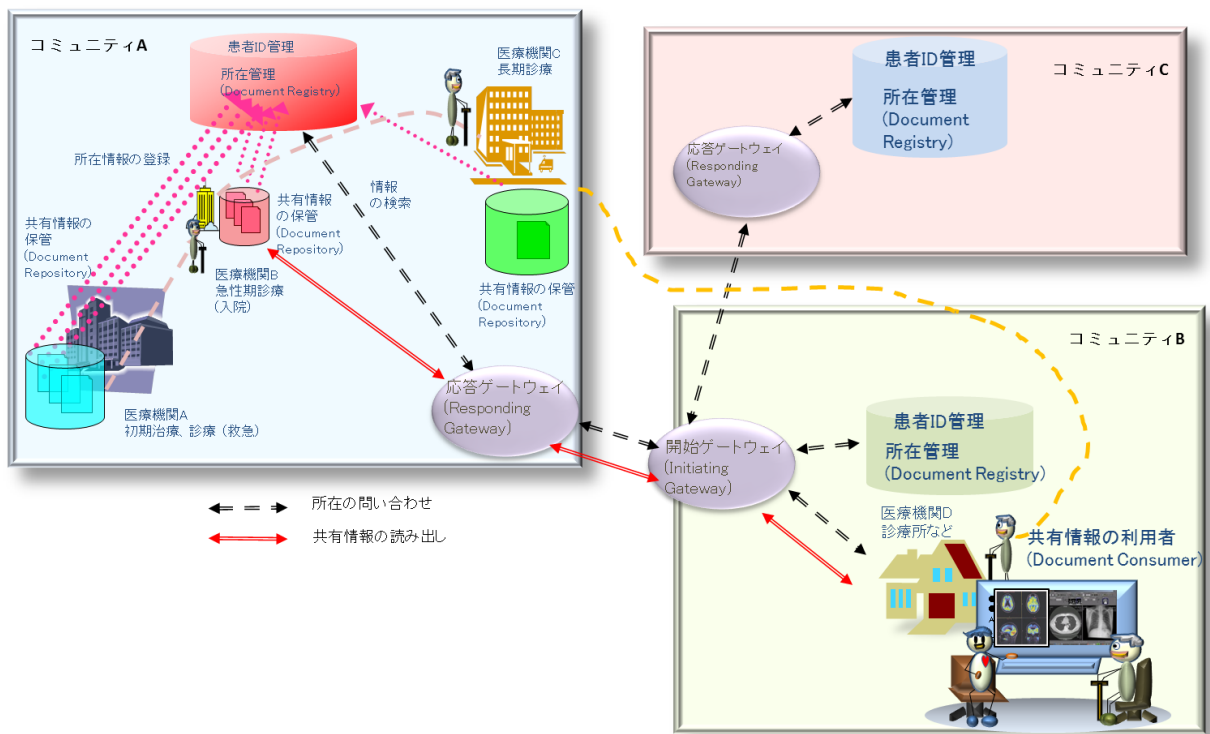 コミュニティA
患者ID管理
所在管理
(Document Registry)
医療機関C
長期診療
所在情報の登録
共有情報の
保管
(Document
Repository)
共有情報
の保管
(Document
Repository)
情報
の検索
医療機関B
急性期診療
(入院)
共有情報の保管
(Document
Repository)
医療機関A
初期治療、診療（救急）
応答ゲートウェイ
(Responding
Gateway)
所在の問い合わせ
共有情報の読み出し
コミュニティC
患者ID管理
所在管理
(Document
Registry)
応答ゲートウェイ
(Responding
Gateway)
コミュニティB
開始ゲートウェイ
(Initiating
Gateway)
患者ID管理
所在管理
(Document Registry)
医療機関D
診療所など
共有情報の利用者
(Document Consumer)